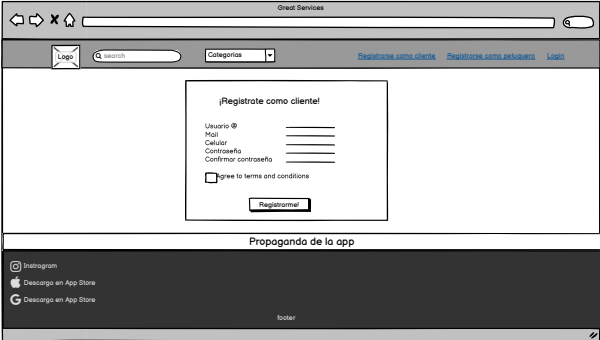 Great Services
Logo
search
Categorias
Registrarse como cliente
Registrarse como peluquero
Login
¡Registrate como cliente!
Usuario @
Mail
Celular
Contraseña
Confirmar contraseña
Agree to terms and conditions
Registrarme!
Propaganda de la app
Instragram
Descarga en App Store
Descarga en App Store
footer